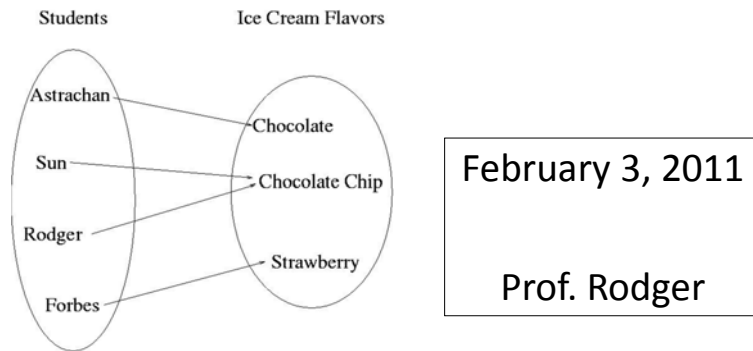 Students
Ice Cream Flavors
Astrachan
Sun
Rodger
Forbes
Chocolate
Chocolate Chip
Strawberry
February 3, 2011
Prof. Rodger